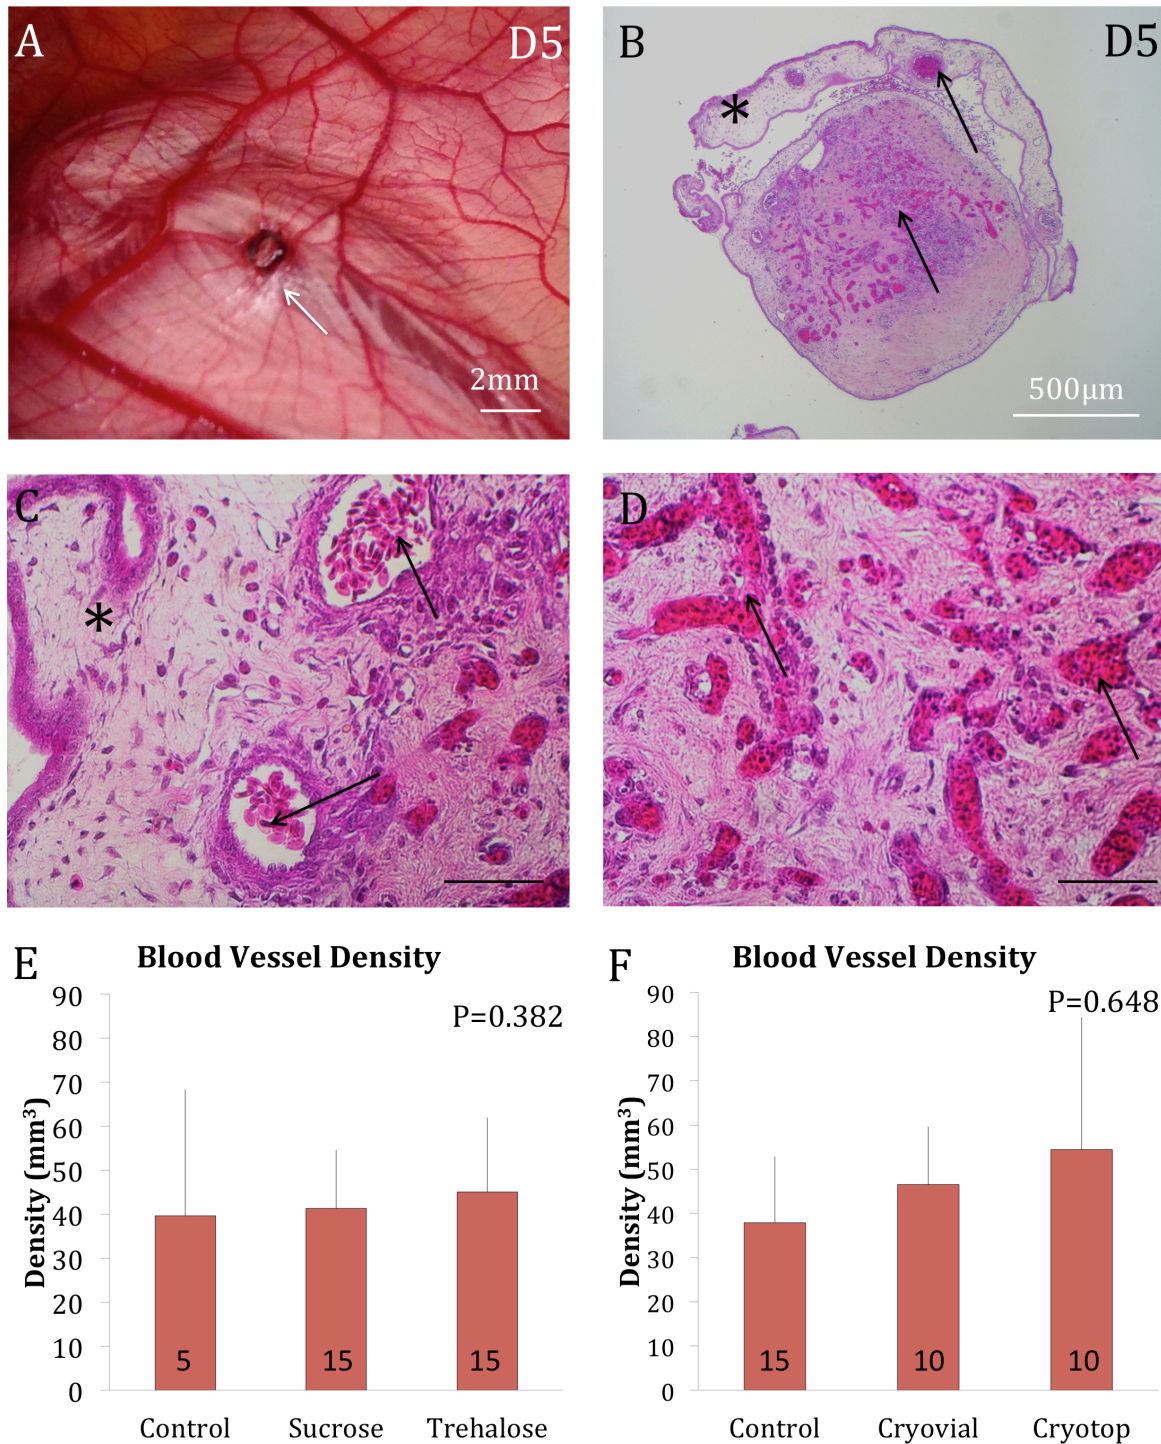 A
D5
2mm
B
D5
*
500μm
C
*
D
E
Blood Vessel Density
P=0.382
Density (mm³)
90
80
70
60
50
40
30
20
10
0
5
15
15
Control
Sucrose
Trehalose
F
Blood Vessel Density
P=0.648
Density (mm³)
90
80
70
60
50
40
30
20
10
0
15
10
10
Control
Cryovial
Cryotop